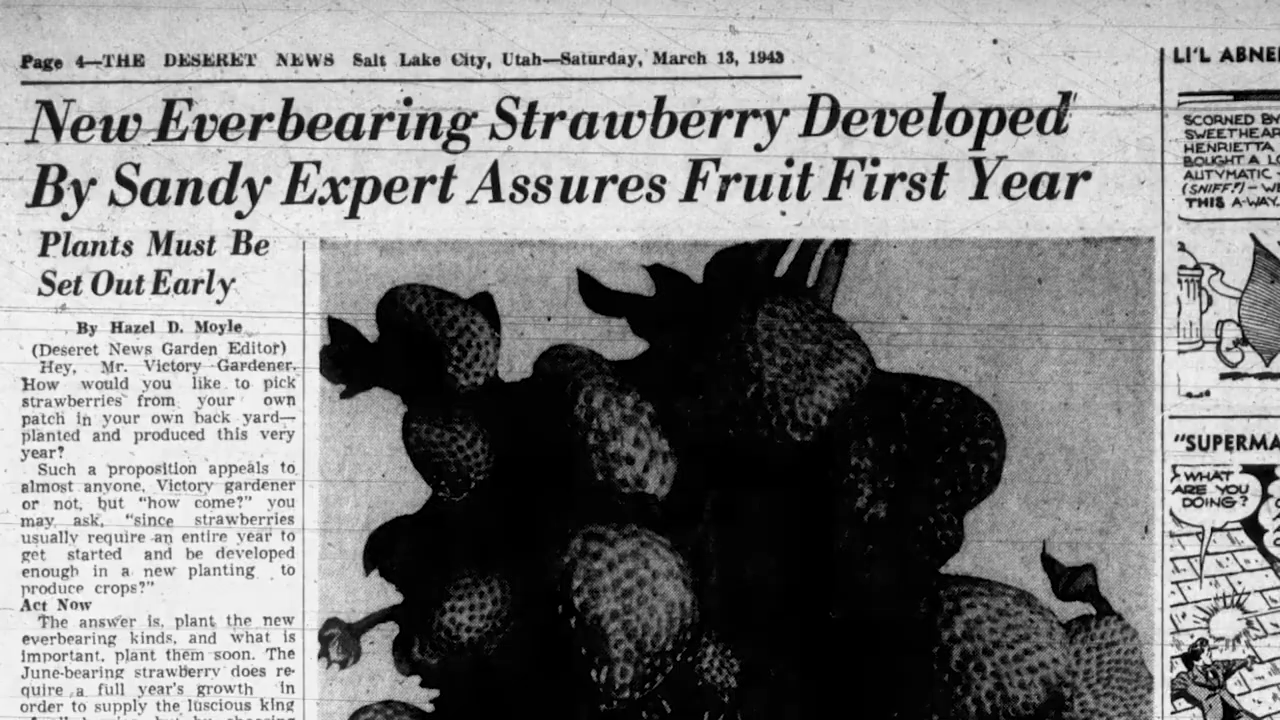 Page 4—THE DESERET NEWS Salt Lake City, Utah—Saturday, March 13, 1943
New Everbearing Strawberry Developed
By Sandy Expert Assures Fruit First Year
Plants Must Be
Set Out Early
By Hazel D. Moyle
(Deseret News Garden Editor)
Hey, Mr. Victory Gardener.
How would you like to pick
strawberries from your own
patch in your own back yard—
planted and produced this very
year?
Such a proposition appeals to
almost anyone, Victory gardener
or not, but "how come?" you
may ask, "since strawberries
usually require an entire year to
get started and be developed
enough in a new planting to
produce crops?"
Act Now
The answer is, plant the new
everbearing kinds, and what is
important, plant them soon. The
June-bearing strawberry does re-
quire a full year's growth in
order to supply the luscious king
LI'L ABNE
SCORNED BY
SWEETHEAR
HENRIETTA
BOUGHT A L
AUTYMATIC -
(SNIFF!)- W
THIS A-WAY.
"SUPERMA
WHAT
ARE YOU
DOING?